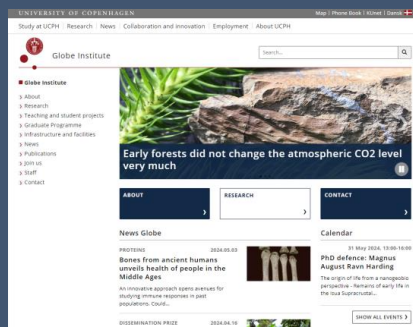 UNIVERSITY OF COPENHAGEN
Map | Phone Book | KUnet | Dansk
Study at UCPH | Research | News | Collaboration and innovation | Employment | About UCPH
Globe Institute
Search...
Globe Institute
About
Research
Teaching and student projects
Graduate Programme
Infrastructure and facilities
News
Publications
Join us
Staff
Contact
Early forests did not change the atmospheric CO2 level
very much
ABOUT
RESEARCH
CONTACT
News Globe
PROTEINS 2024.05.03
Bones from ancient humans
unveils health of people in the
Middle Ages
An innovative approach opens avenues for
studying immune responses in past
populations. Could...
DISSEMINATION PRIZE 2024.04.10
Calendar
31 May 2024, 13:00-16:00
PhD defence: Magnus
August Ravn Harding
The origin of life from a nanogeobio
perspective - Remains of early life in
the Isua Supracrustal...
SHOW ALL EVENTS